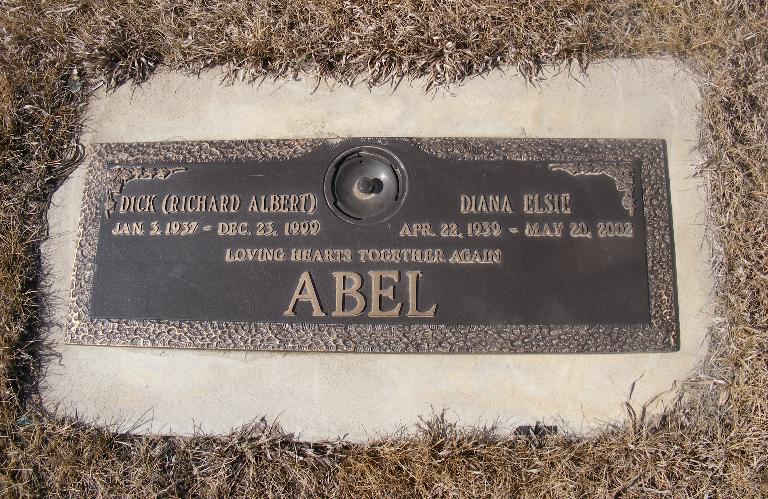 DICK (RICHARD ALBERT)
JAN. 3, 1937 - DEC. 23, 1999
DIANA ELSIE
APR. 22, 1939 - MAY 20, 2002
LOVING HEARTS TOGETHER AGAIN
ABEL